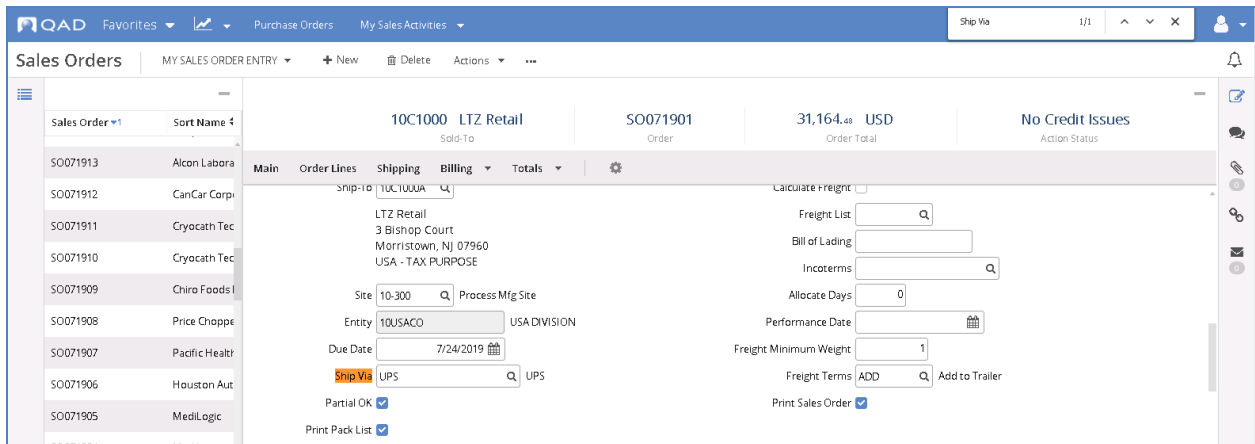 QAD Favorites Purchase Orders My Sales Activities Ship Via 1/1
Sales Orders MY SALES ORDER ENTRY + New Delete Actions ...
Sales Order 1 Sort Name
10C1000 LTZ Retail SO071901 31,164.48 USD No Credit Issues
Sold-To Order Order Total Action Status
SO071913 Alcon Labora
SO071912 CanCar Corp
SO071911 Cryocath Tec
SO071910 Cryocath Tec
SO071909 Chiro Foods
SO071908 Price Choppe
SO071907 Pacific Health
SO071906 Houston Aut
SO071905 MediLogic
Main Order Lines Shipping Billing Totals
Ship-To 10C1000A
LTZ Retail
3 Bishop Court
Morristown, NJ 07960
USA - TAX PURPOSE
Site 10-300 Process Mfg Site
Entity 10USACO USA DIVISION
Due Date 7/24/2019
Ship Via UPS UPS
Partial OK
Print Pack List
Calculate Freight
Freight List
Bill of Lading
Incoterms
Allocate Days 0
Performance Date
Freight Minimum Weight 1
Freight Terms ADD Add to Trailer
Print Sales Order
0
0